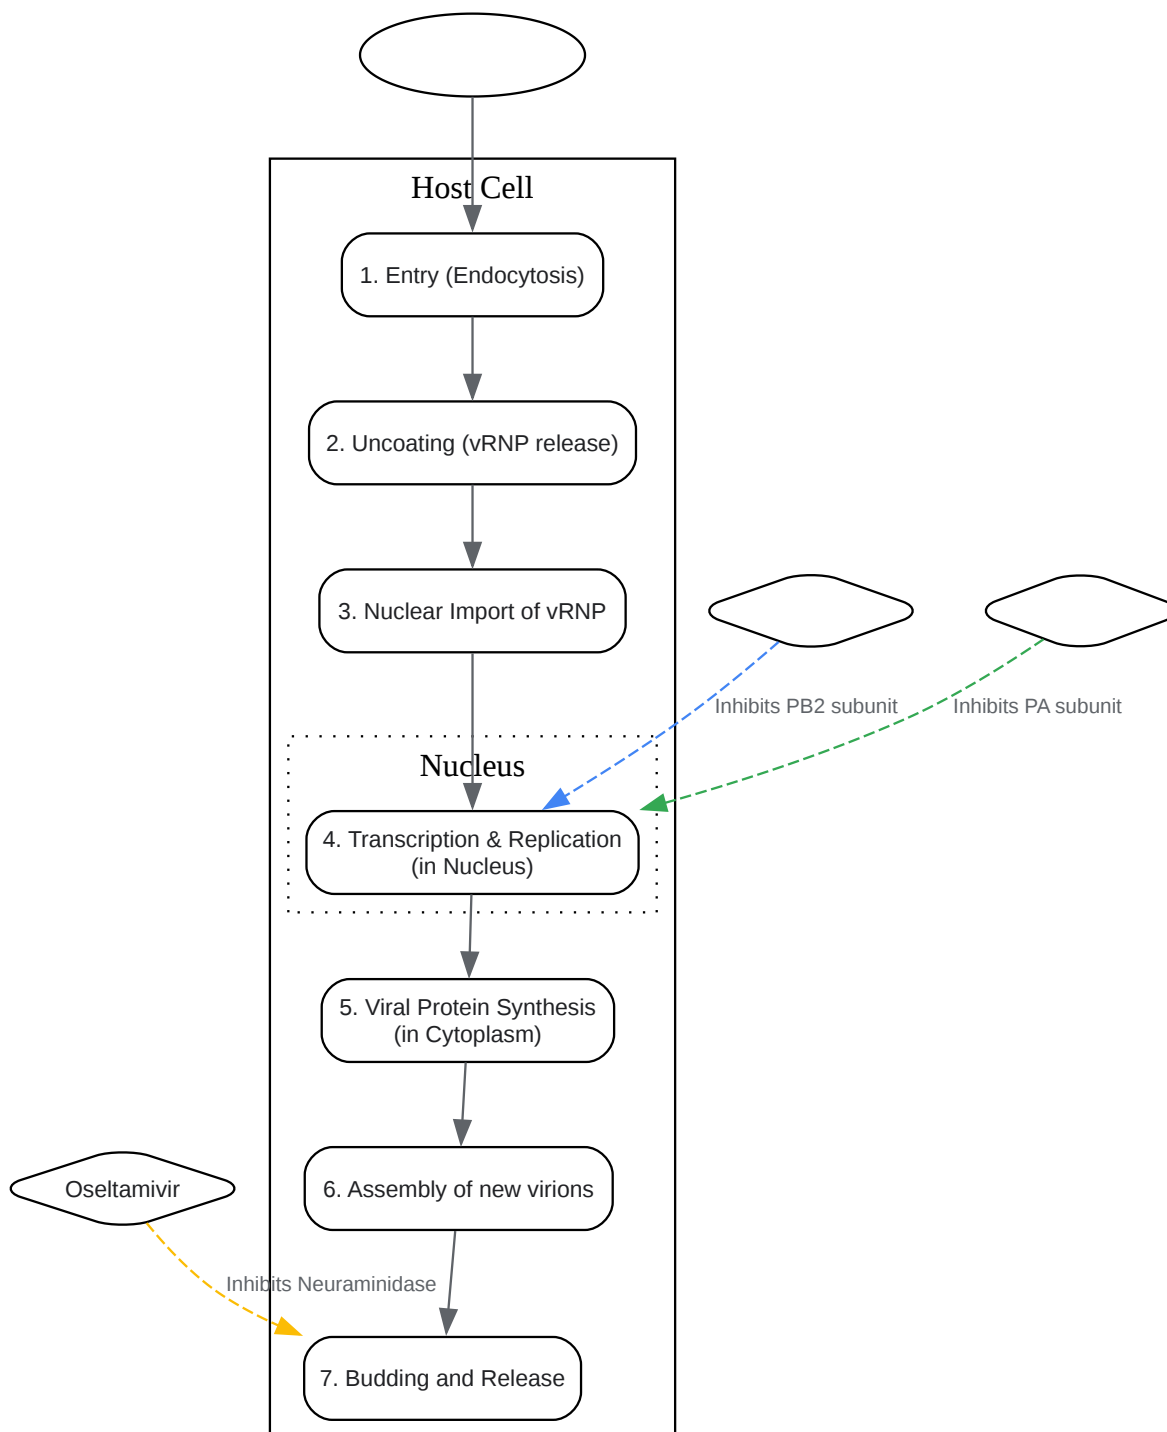 Host Cell
1. Entry (Endocytosis)
2. Uncoating (vRNP release)
3. Nuclear Import of vRNP
Inhibits PB2 subunit
Inhibits PA subunit
Nucleus
4. Transcription & Replication
(in Nucleus)
5. Viral Protein Synthesis
(in Cytoplasm)
6. Assembly of new virions
Oseltamivir
Inhibits Neuraminidase
7. Budding and Release